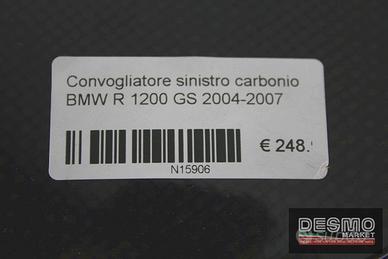 Convogliatore sinistro carbonio
BMW R 1200 GS 2004-2007
€ 248.
N15906
DESMO
MARKET